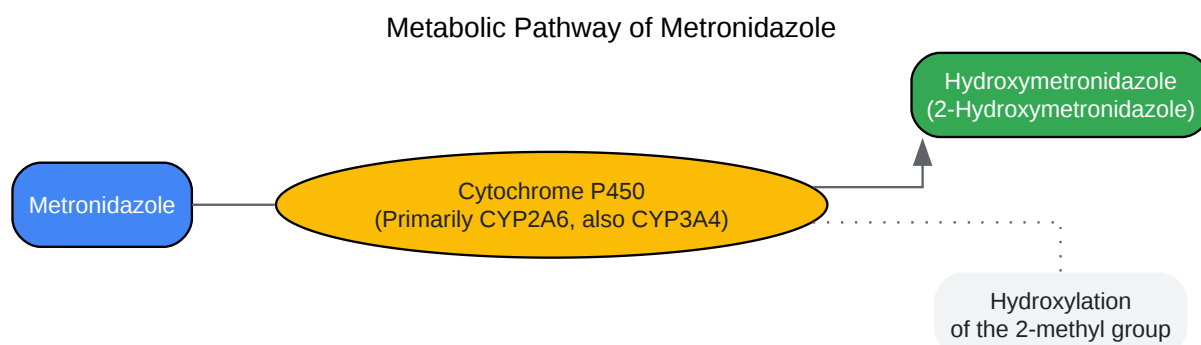 Metabolic Pathway of Metronidazole
Hydroxymetronidazole
(2-Hydroxymetronidazole)
Metronidazole
Cytochrome P450
(Primarily CYP2A6, also CYP3A4)
Hydroxylation
of the 2-methyl group